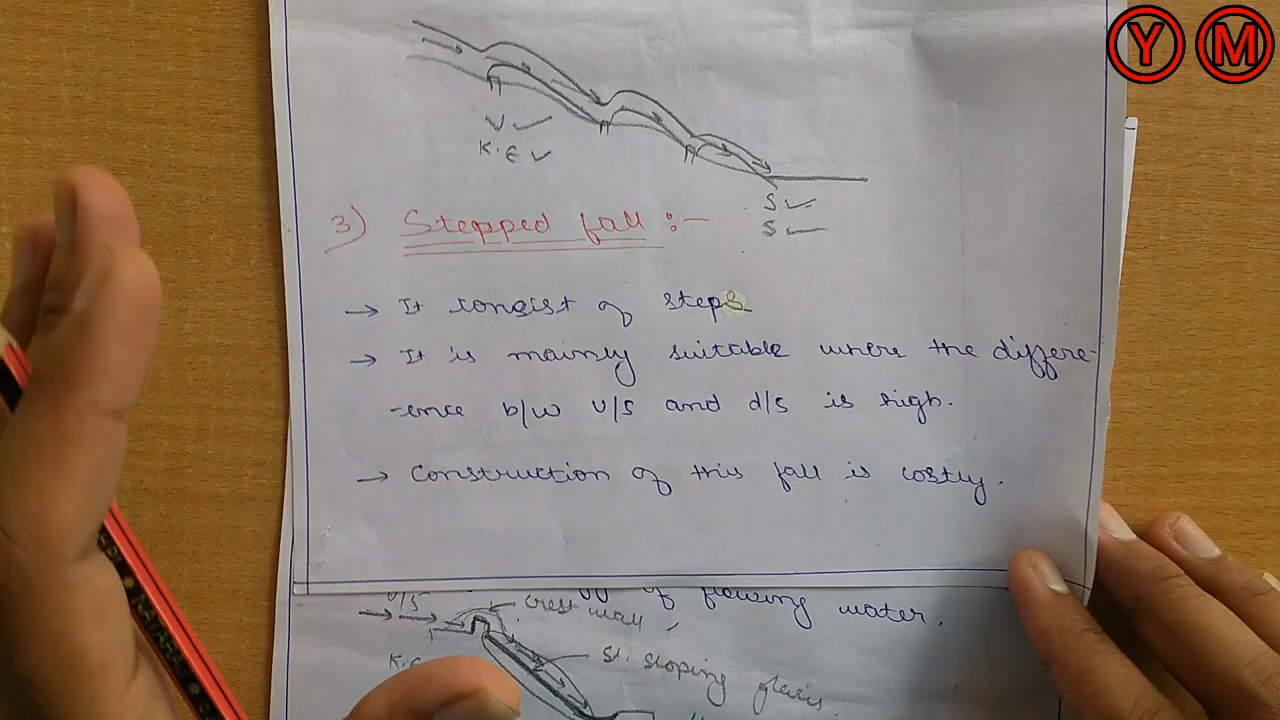 Y M
V
K.E
S
S
3) Stepped fall :-
→ It consist of steps
→ It is mainly suitable where the differe-
-ence b/w U/S and d/s is high.
→ Construction of this fall is costly.
of flowing water.
U/S
Crest wall
K.E
st. sloping glacis
NATARAJ